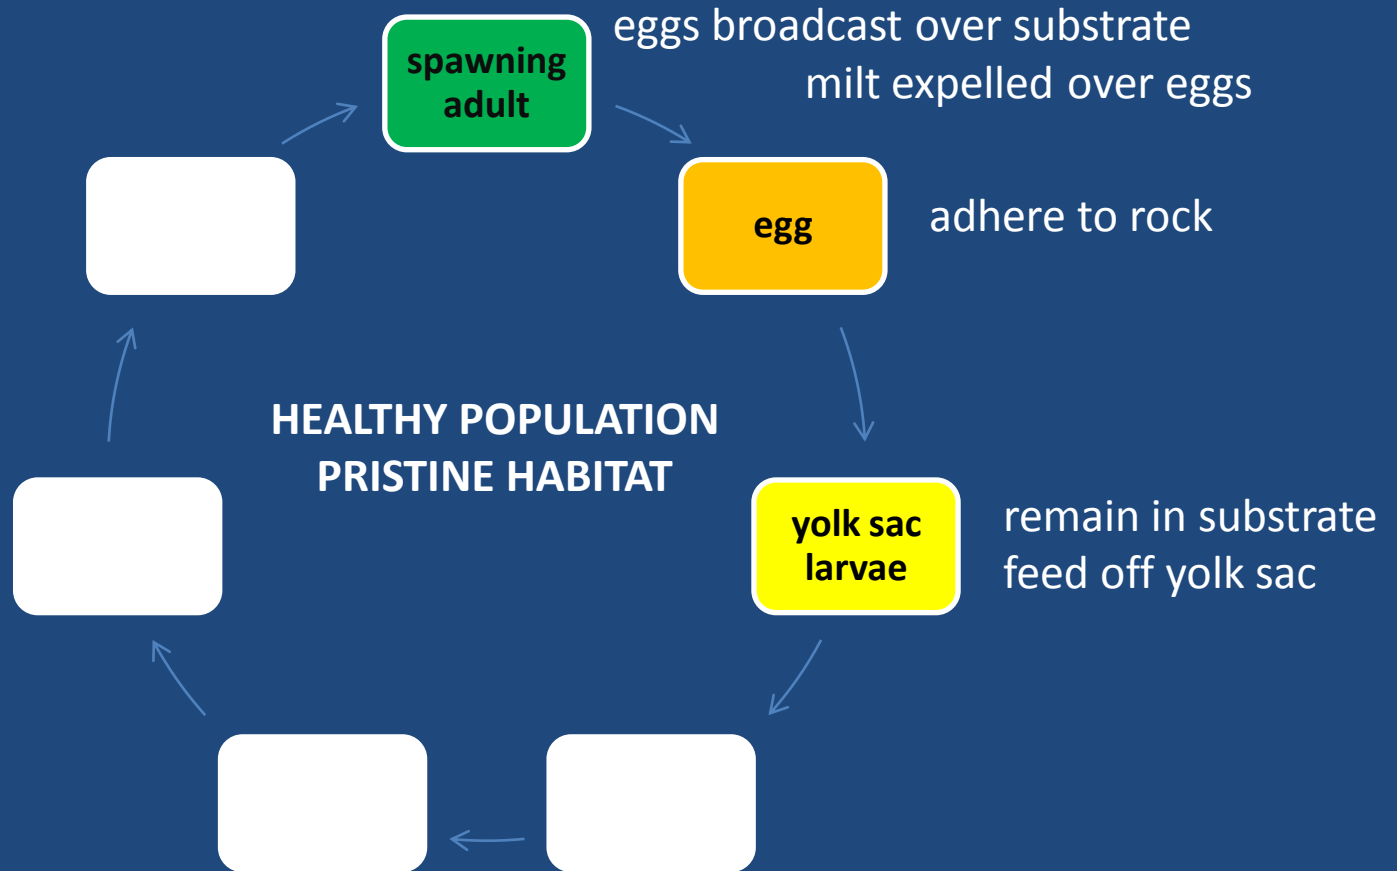 spawning
adult
eggs broadcast over substrate
milt expelled over eggs
egg
adhere to rock
HEALTHY POPULATION
PRISTINE HABITAT
yolk sac
larvae
remain in substrate
feed off yolk sac